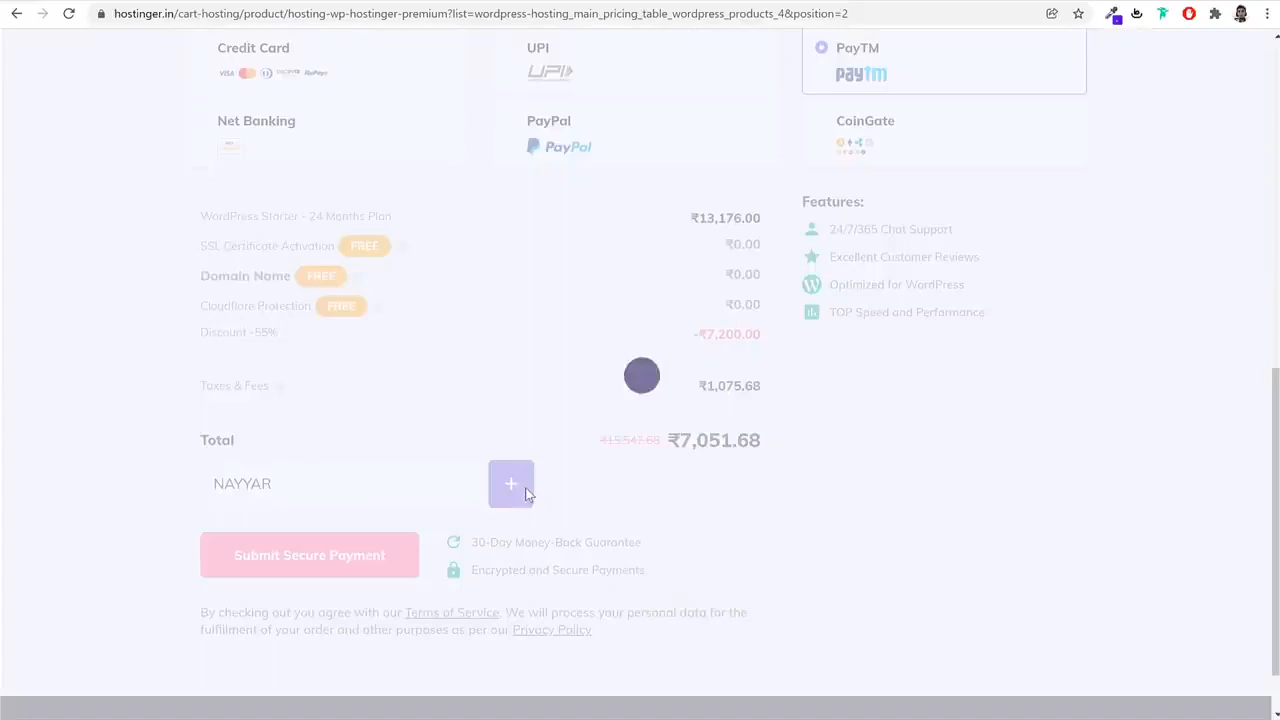 hostinger.in/cart-hosting/product/hosting-wp-hostinger-premium?list=wordpress-hosting_main_pricing_table_wordpress_products_4&position=2
Credit Card
UPI
PayTM
VISA DISCOVER RuPay
UPI
paytm
Net Banking
PayPal
CoinGate
PayPal
WordPress Starter - 24 Months Plan ₹13,176.00
SSL Certificate Activation FREE ₹0.00
Domain Name FREE ₹0.00
Cloudflare Protection FREE ₹0.00
Discount -55% -₹7,200.00
Taxes & Fees ₹1,075.68
Total ₹15,547.68 ₹7,051.68
Features:
24/7/365 Chat Support
Excellent Customer Reviews
Optimized for WordPress
TOP Speed and Performance
NAYYAR +
Submit Secure Payment
30-Day Money-Back Guarantee
Encrypted and Secure Payments
By checking out you agree with our Terms of Service. We will process your personal data for the
fulfilment of your order and other purposes as per our Privacy Policy